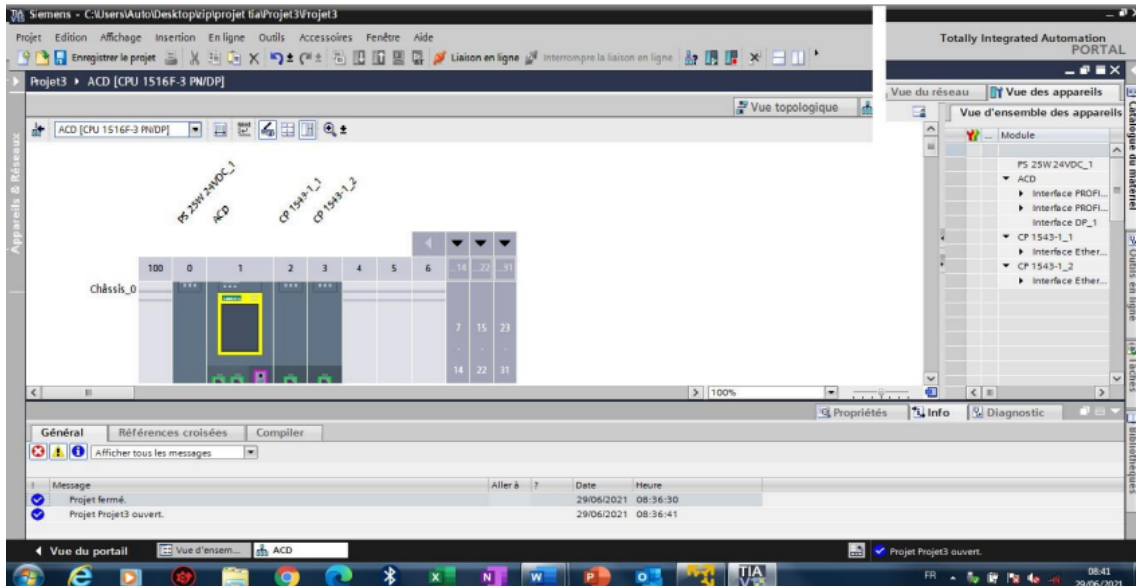 Siemens - C:\Users\Auto\Desktop\zip\projet tia\Projet3\Projet3
Projet Edition Affichage Insertion En ligne Outils Accessoires Fenêtre Aide
Totally Integrated Automation
PORTAL
Enregistrer le projet
Liaison en ligne
Interrompre la liaison en ligne
Projet3 ▸ ACD [CPU 1516F-3 PN/DP]
Vue topologique
Vue du réseau
Vue des appareils
ACD [CPU 1516F-3 PN/DP]
Vue d'ensemble des appareils
... Module
PS 25W 24VDC_1
ACD
Interface PROFI...
Interface PROFI...
Interface DP_1
CP 1543-1_1
Interface Ether...
CP 1543-1_2
Interface Ether...
Appareils & Réseaux
PS 25W 24VDC_1
ACD
CP 1543-1_1
CP 1543-1_2
100 0 1 2 3 4 5 6 ...14 ...22 ...31
Châssis_0
7 15 23
. . .
14 22 31
100%
Catalogue du matériel
Outils en ligne
Tâches
Bibliothèques
Propriétés
Info
Diagnostic
Général Références croisées Compiler
Afficher tous les messages
! Message Aller à ? Date Heure
Projet fermé. 29/06/2021 08:36:30
Projet Projet3 ouvert. 29/06/2021 08:36:41
Vue du portail
Vue d'ensem...
ACD
Projet Projet3 ouvert.
TIA
FR
08:41
29/06/2021